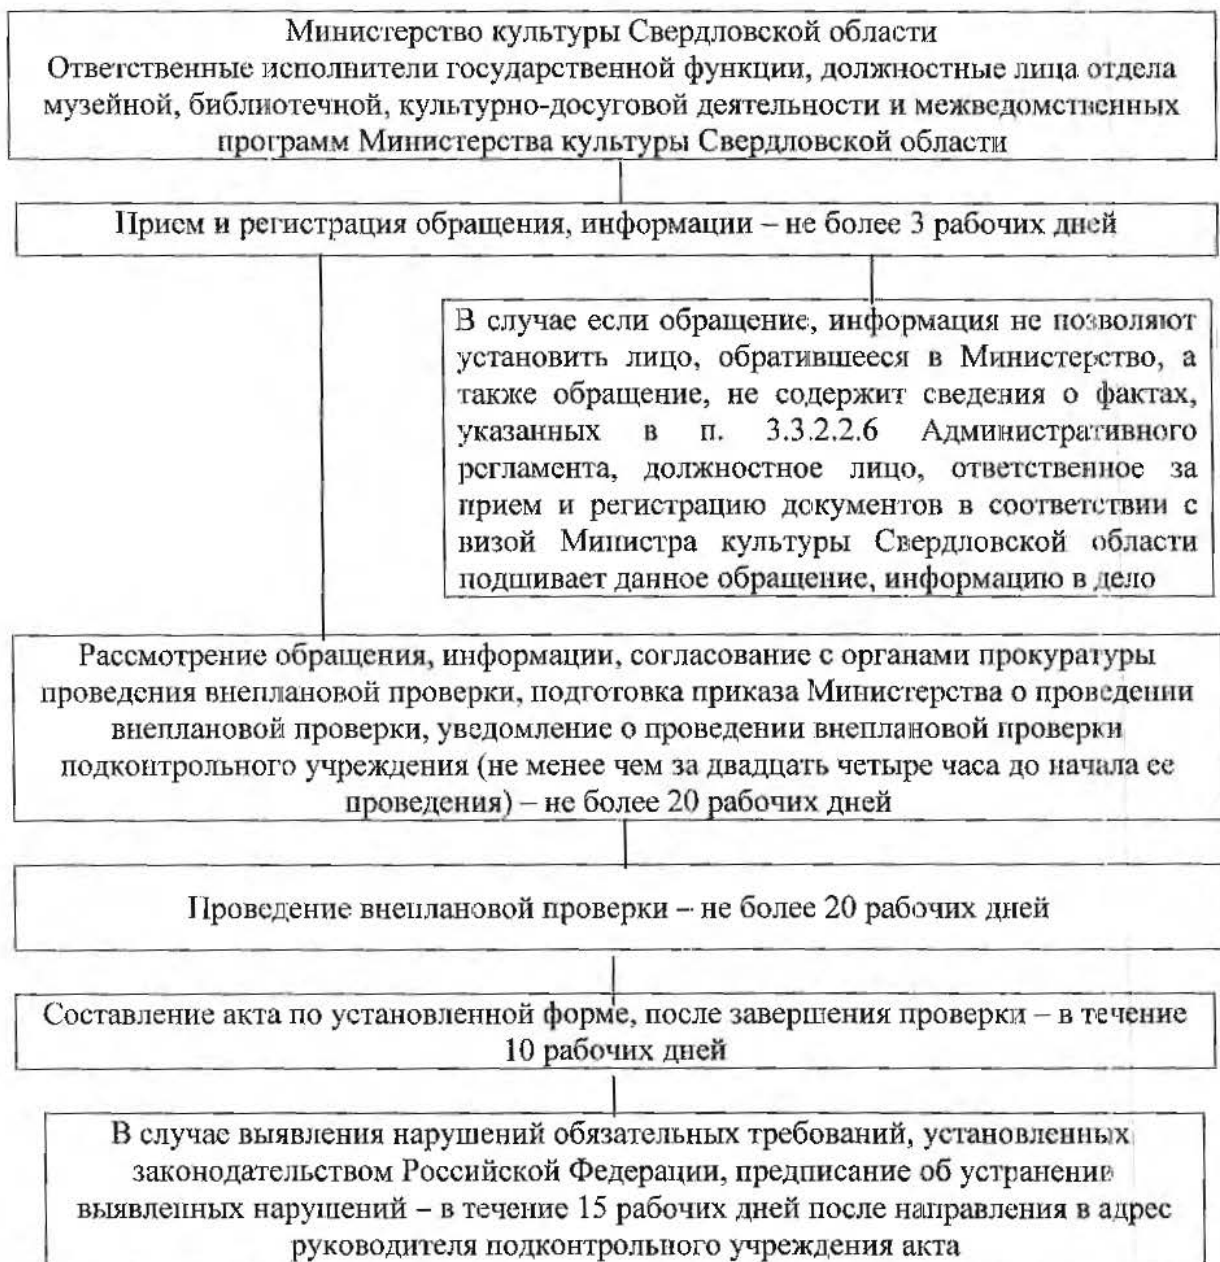 Министерство культуры Свердловской области
Ответственные исполнители государственной функции, должностные лица отдела
музейной, библиотечной, культурно-досуговой деятельности и межведомственных
программ Министерства культуры Свердловской области
Прием и регистрация обращения, информации – не более 3 рабочих дней
В случае если обращение, информация не позволяют
установить лицо, обратившееся в Министерство, а
также обращение, не содержит сведения о фактах,
указанных в п. 3.3.2.2.6 Административного
регламента, должностное лицо, ответственное за
прием и регистрацию документов в соответствии с
визой Министра культуры Свердловской области
подшивает данное обращение, информацию в дело
Рассмотрение обращения, информации, согласование с органами прокуратуры
проведения внеплановой проверки, подготовка приказа Министерства о проведении
внеплановой проверки, уведомление о проведении внеплановой проверки
подконтрольного учреждения (не менее чем за двадцать четыре часа до начала ее
проведения) – не более 20 рабочих дней
Проведение внеплановой проверки – не более 20 рабочих дней
Составление акта по установленной форме, после завершения проверки – в течение
10 рабочих дней
В случае выявления нарушений обязательных требований, установленных
законодательством Российской Федерации, предписание об устранении
выявленных нарушений – в течение 15 рабочих дней после направления в адрес
руководителя подконтрольного учреждения акта